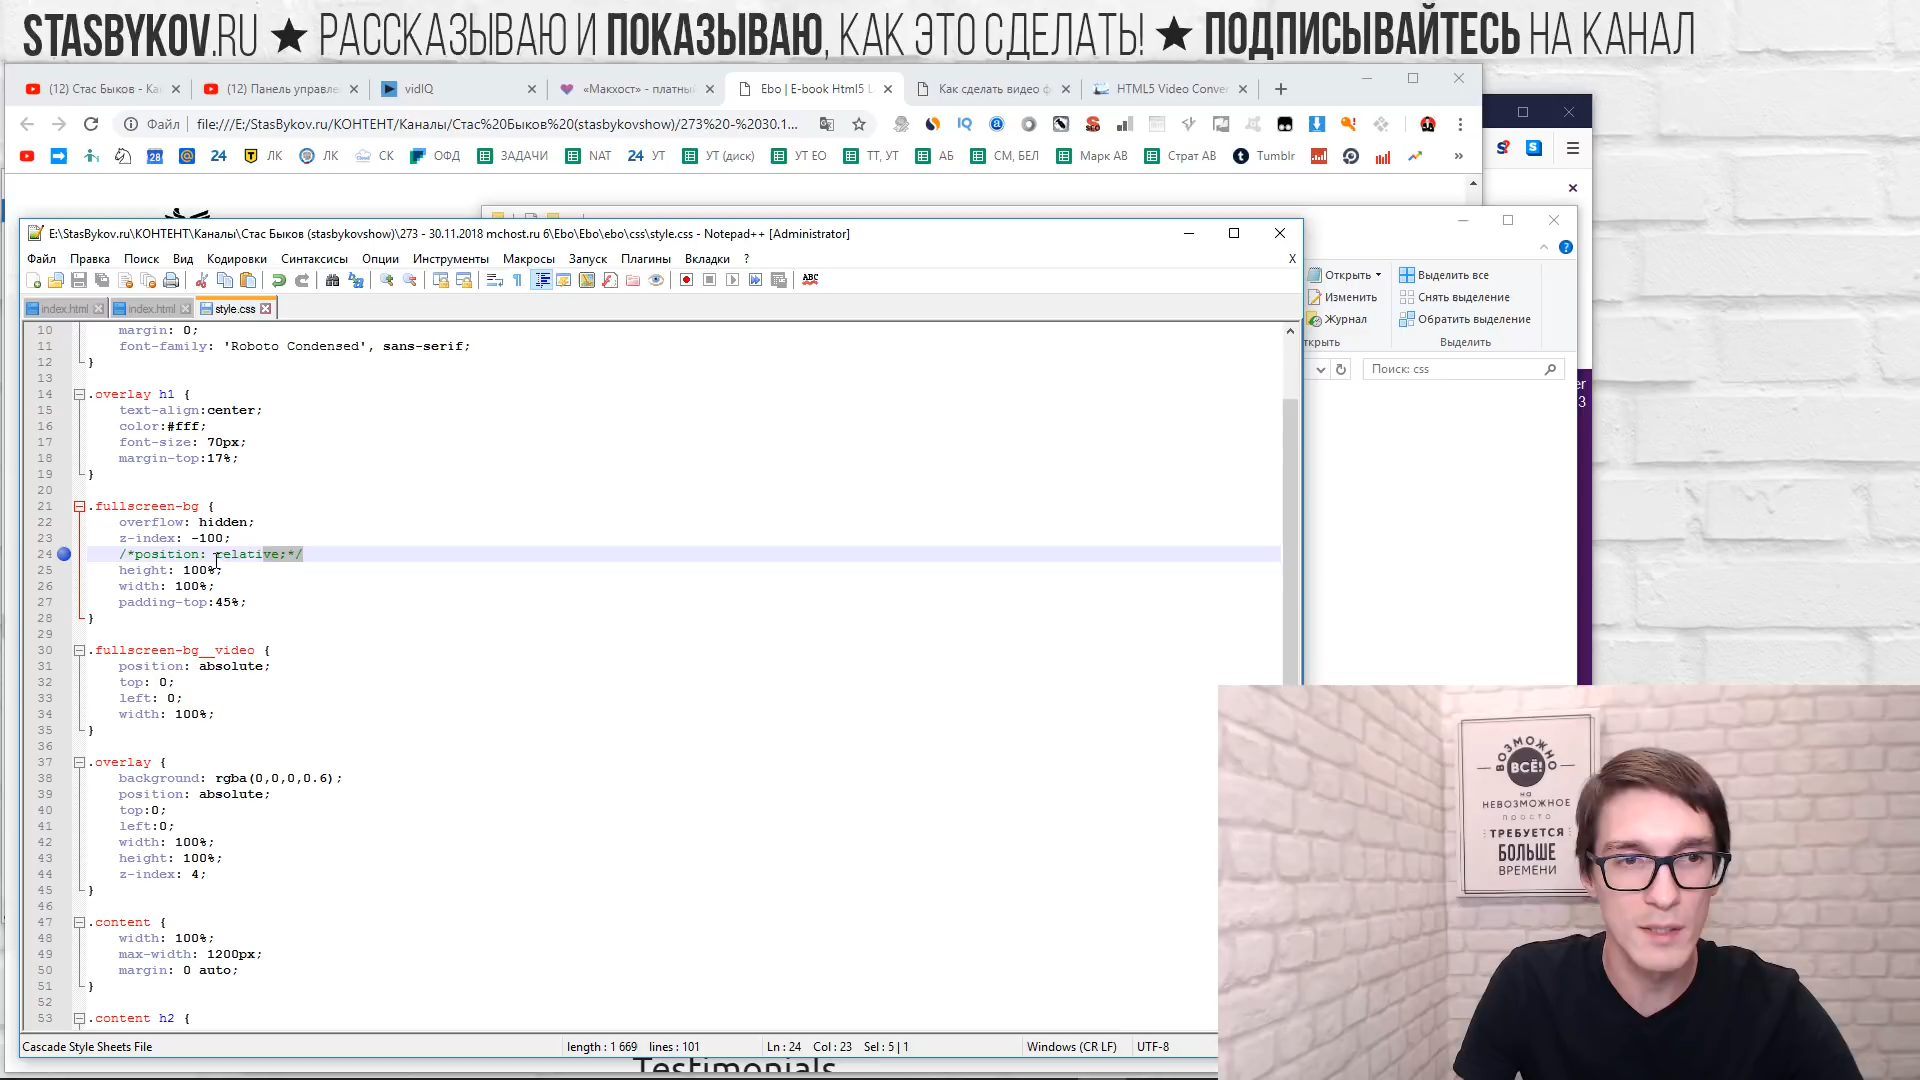 STASBYKOV.RU ★ РАССКАЗЫВАЮ И ПОКАЗЫВАЮ, КАК ЭТО СДЕЛАТЬ! ★ ПОДПИСЫВАЙТЕСЬ НА КАНАЛ
(12) Стас Быков - Ка
(12) Панель управле
vidIQ
«Макхост» - платный
Ebo | E-book Html5 L
Как сделать видео ф
HTML5 Video Conver
Файл
file:///E:/StasBykov.ru/КОНТЕНТ/Каналы/Стас%20Быков%20(stasbykovshow)/273%20-%2030.1...
24 ЛК ЛК СК ОФД ЗАДАЧИ NAT 24 УТ УТ (диск) УТ ЕО ТТ, УТ АБ СМ, БЕЛ Марк АВ Страт АВ Tumblr »
E:\StasBykov.ru\КОНТЕНТ\Каналы\Стас Быков (stasbykovshow)\273 - 30.11.2018 mchost.ru 6\Ebo\Ebo\ebo\css\style.css - Notepad++ [Administrator]
Файл Правка Поиск Вид Кодировки Синтаксисы Опции Инструменты Макросы Запуск Плагины Вкладки ? X
ABC
index.html index.html style.css
10 margin: 0;
11 font-family: 'Roboto Condensed', sans-serif;
12 }
13
14 .overlay h1 {
15 text-align:center;
16 color:#fff;
17 font-size: 70px;
18 margin-top:17%;
19 }
20
21 .fullscreen-bg {
22 overflow: hidden;
23 z-index: -100;
24 /*position: relative;*/
25 height: 100%;
26 width: 100%;
27 padding-top:45%;
28 }
29
30 .fullscreen-bg__video {
31 position: absolute;
32 top: 0;
33 left: 0;
34 width: 100%;
35 }
36
37 .overlay {
38 background: rgba(0,0,0,0.6);
39 position: absolute;
40 top:0;
41 left:0;
42 width: 100%;
43 height: 100%;
44 z-index: 4;
45 }
46
47 .content {
48 width: 100%;
49 max-width: 1200px;
50 margin: 0 auto;
51 }
52
53 .content h2 {
Cascade Style Sheets File
length : 1 669 lines : 101
Ln : 24 Col : 23 Sel : 5 | 1
Windows (CR LF)
UTF-8
Testimonials
Открыть
Изменить
Журнал
Выделить все
Снять выделение
Обратить выделение
Выделить
Поиск: css
ВОЗМОЖНО
ВСЁ!
на
НЕВОЗМОЖНОЕ
просто
ТРЕБУЕТСЯ
БОЛЬШЕ
ВРЕМЕНИ